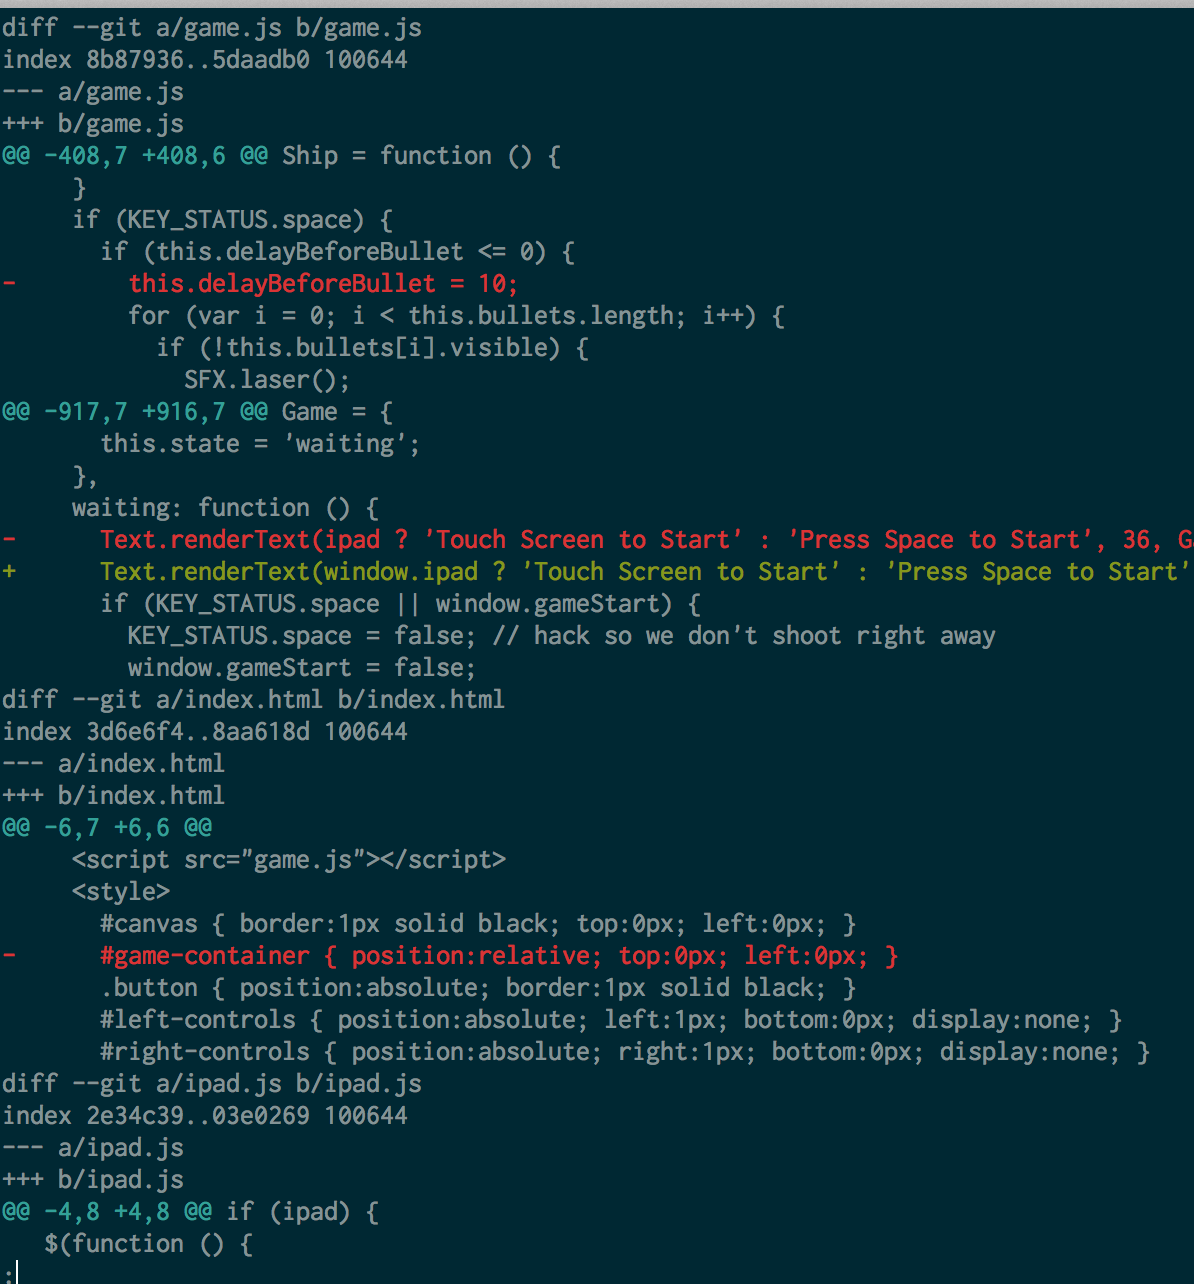 diff --git a/game.js b/game.js
index 8b87936..5daadb0 100644
--- a/game.js
+++ b/game.js
@@ -408,7 +408,6 @@ Ship = function () {
     }
     if (KEY_STATUS.space) {
       if (this.delayBeforeBullet <= 0) {
-        this.delayBeforeBullet = 10;
         for (var i = 0; i < this.bullets.length; i++) {
           if (!this.bullets[i].visible) {
             SFX.laser();
@@ -917,7 +916,7 @@ Game = {
       this.state = 'waiting';
     },
     waiting: function () {
-      Text.renderText(ipad ? 'Touch Screen to Start' : 'Press Space to Start', 36, G
+      Text.renderText(window.ipad ? 'Touch Screen to Start' : 'Press Space to Start'
       if (KEY_STATUS.space || window.gameStart) {
         KEY_STATUS.space = false; // hack so we don't shoot right away
         window.gameStart = false;
diff --git a/index.html b/index.html
index 3d6e6f4..8aa618d 100644
--- a/index.html
+++ b/index.html
@@ -6,7 +6,6 @@
     <script src="game.js"></script>
     <style>
       #canvas { border:1px solid black; top:0px; left:0px; }
-      #game-container { position:relative; top:0px; left:0px; }
       .button { position:absolute; border:1px solid black; }
       #left-controls { position:absolute; left:1px; bottom:0px; display:none; }
       #right-controls { position:absolute; right:1px; bottom:0px; display:none; }
diff --git a/ipad.js b/ipad.js
index 2e34c39..03e0269 100644
--- a/ipad.js
+++ b/ipad.js
@@ -4,8 +4,8 @@ if (ipad) {
   $(function () {
: